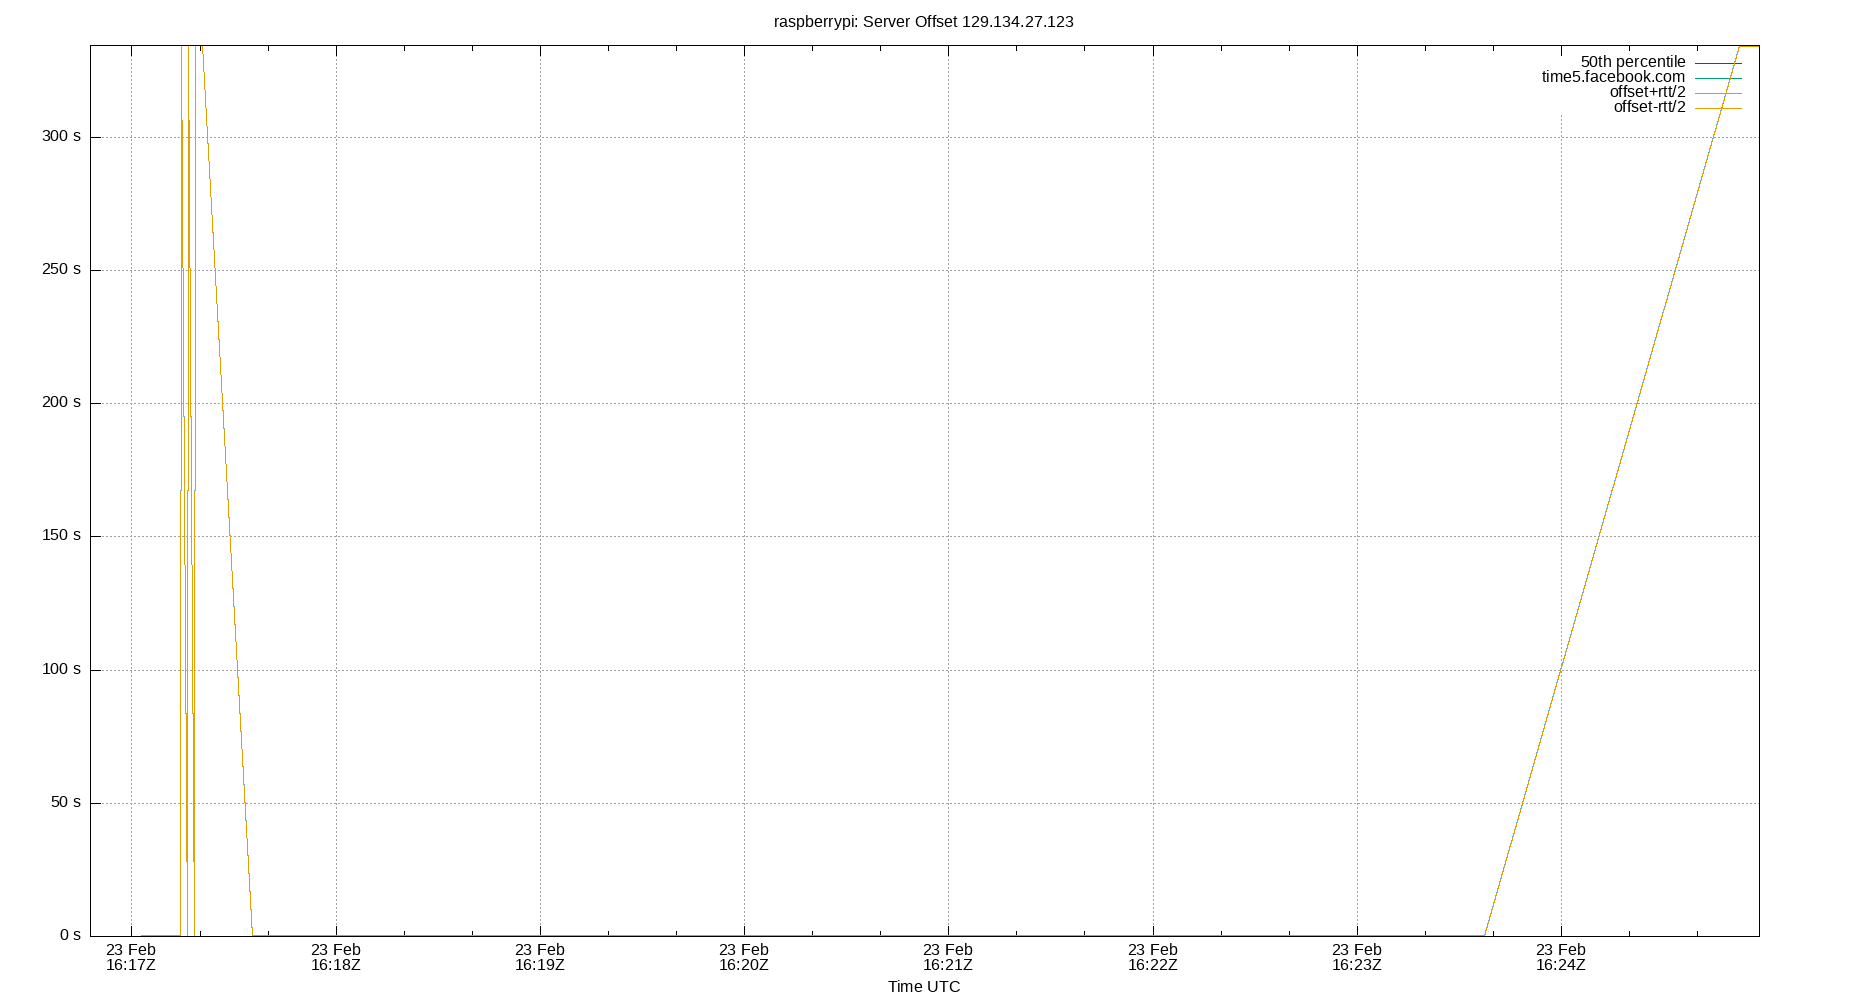 raspberrypi: Server Offset 129.134.27.123
50th percentile
time5.facebook.com
offset+rtt/2
offset-rtt/2
300 s
250 s
200 s
150 s
100 s
50 s
0 s
23 Feb 23 Feb 23 Feb 23 Feb 23 Feb 23 Feb 23 Feb 23 Feb
16:17Z 16:18Z 16:19Z 16:20Z 16:21Z 16:22Z 16:23Z 16:24Z
Time UTC